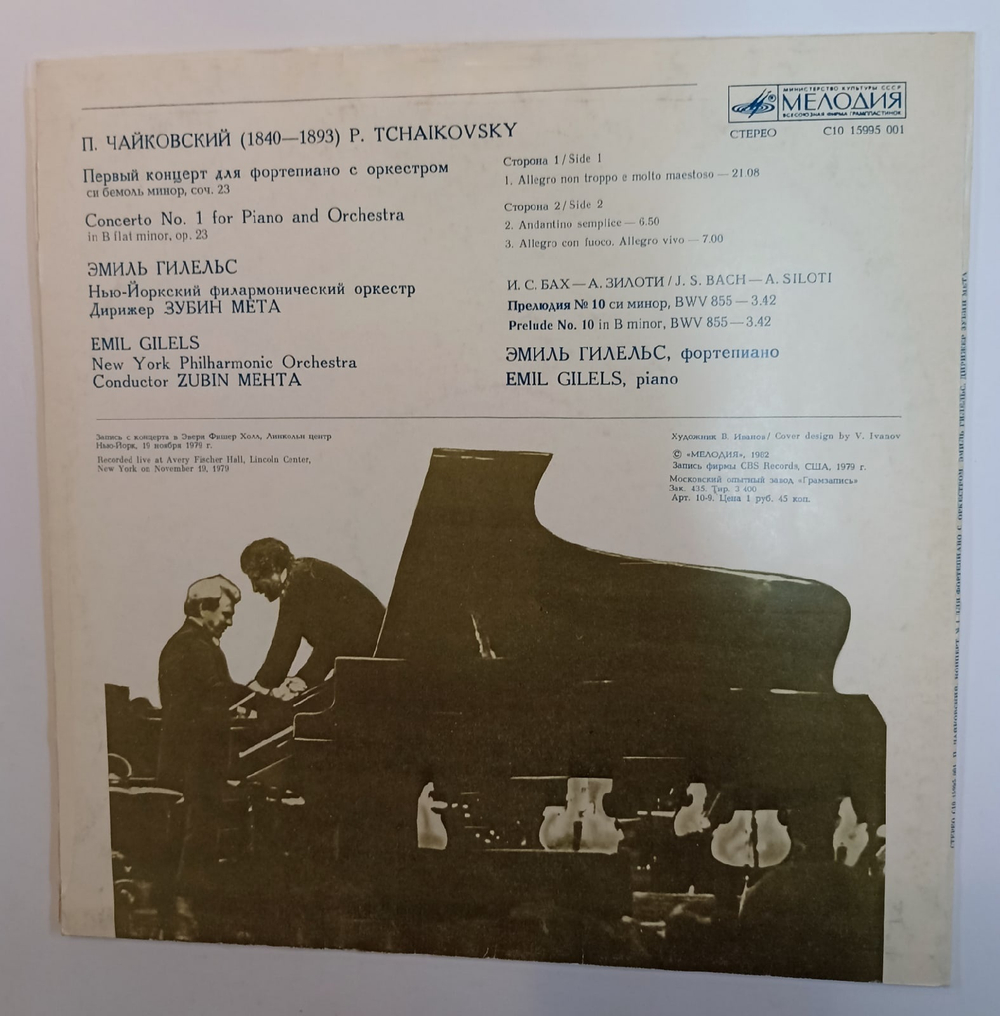 МИНИСТЕРСТВО КУЛЬТУРЫ СССР
МЕЛОДИЯ
ВСЕСОЮЗНАЯ ФИРМА ГРАМПЛАСТИНОК
СТЕРЕО С10 15995 001
П. ЧАЙКОВСКИЙ (1840—1893) P. TCHAIKOVSKY
Первый концерт для фортепиано с оркестром
си бемоль минор, соч. 23
Concerto No. 1 for Piano and Orchestra
in B flat minor, op. 23
ЭМИЛЬ ГИЛЕЛЬС
Нью-Йоркский филармонический оркестр
Дирижер ЗУБИН МЕТА
EMIL GILELS
New York Philharmonic Orchestra
Conductor ZUBIN MEHTA
Сторона 1/Side 1
1. Allegro non troppo e molto maestoso — 21.08
Сторона 2/Side 2
2. Andantino semplice — 6.50
3. Allegro con fuoco. Allegro vivo — 7.00
И. С. БАХ — А. ЗИЛОТИ / J. S. BACH — A. SILOTI
Прелюдия № 10 си минор, BWV 855 — 3.42
Prelude No. 10 in B minor, BWV 855 — 3.42
ЭМИЛЬ ГИЛЕЛЬС, фортепиано
EMIL GILELS, piano
Запись с концерта в Эвери Фишер Холл, Линкольн центр
Нью-Йорк, 19 ноября 1979 г.
Recorded live at Avery Fischer Hall, Lincoln Center,
New York on November 19, 1979
Художник В. Иванов/ Cover design by V. Ivanov
© «МЕЛОДИЯ», 1982
Запись фирмы CBS Records, США, 1979 г.
Московский опытный завод «Грамзапись»
Зак. 435. Тир. 3 400
Арт. 10-9. Цена 1 руб. 45 коп.